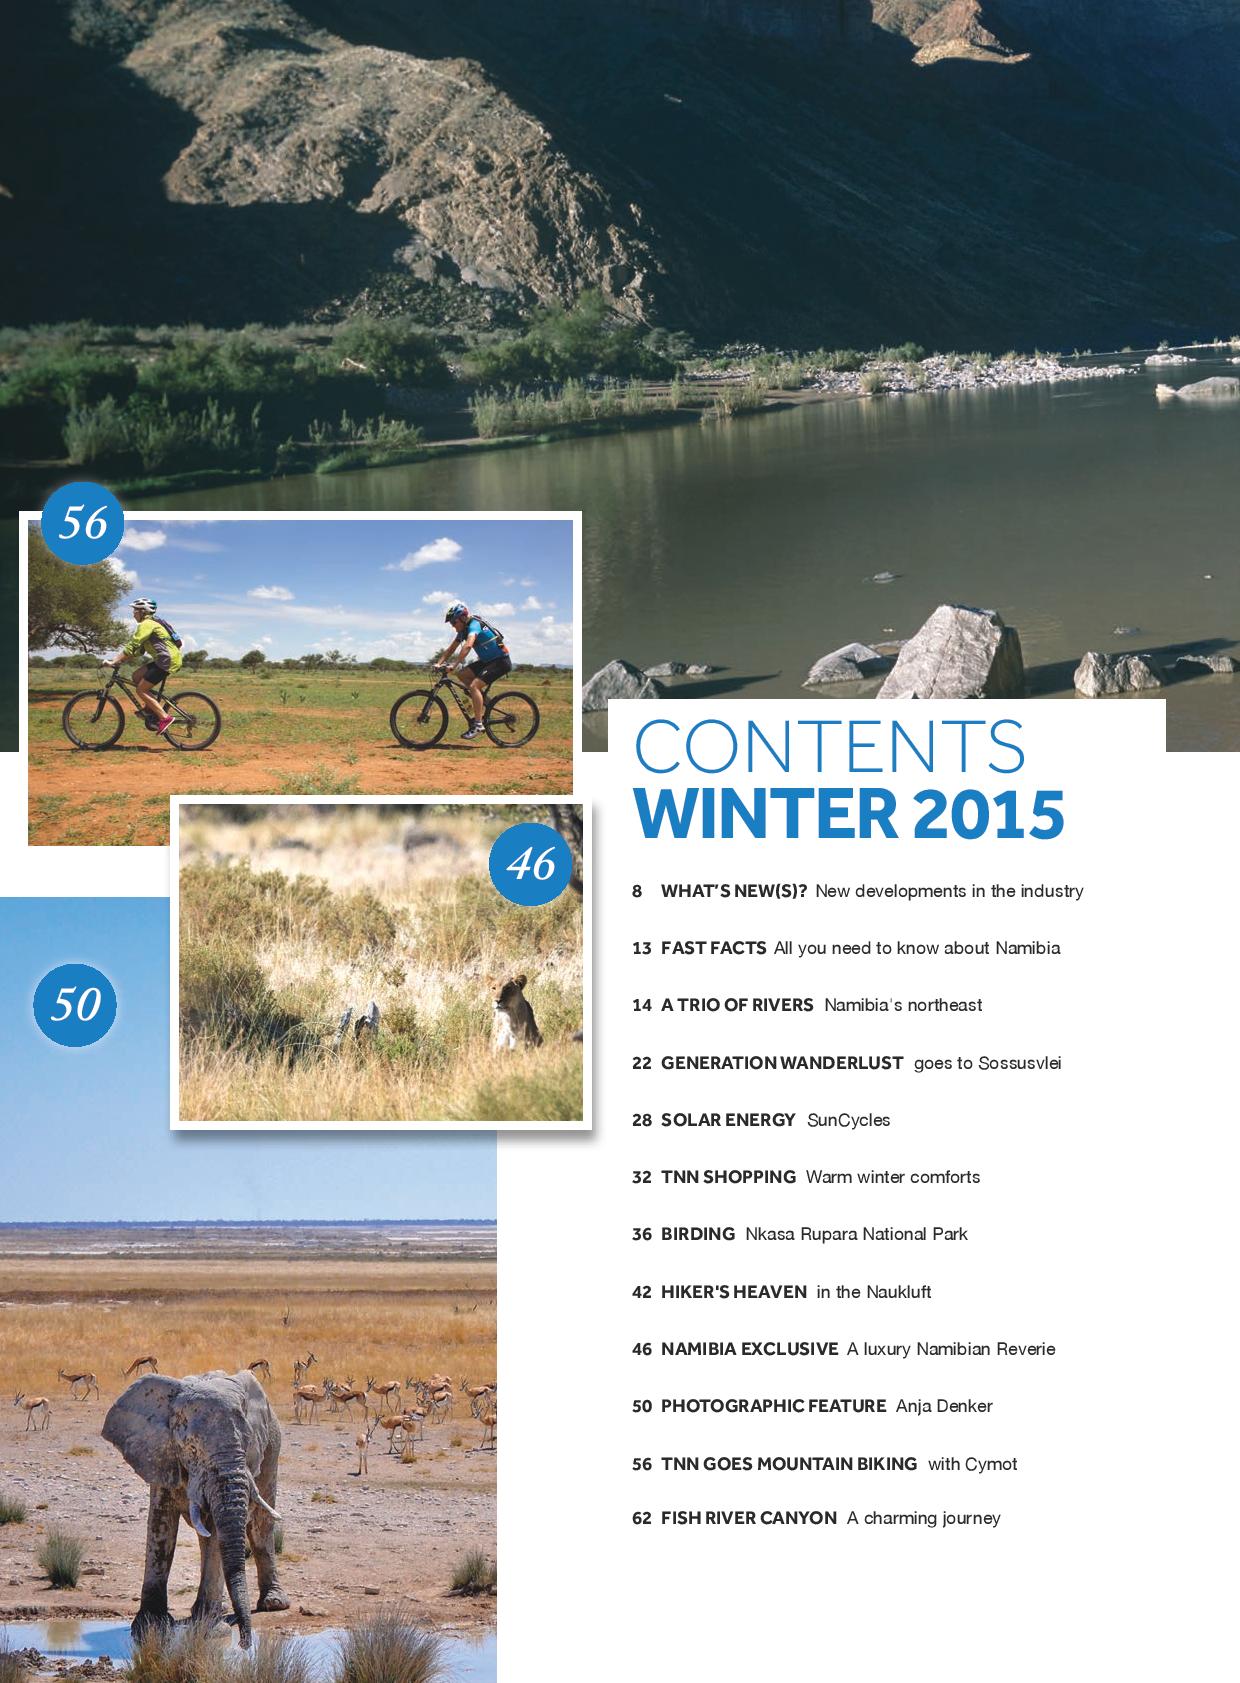 56
46
50
CONTENTS
WINTER 2015
8 WHAT'S NEW(S)? New developments in the industry
13 FAST FACTS All you need to know about Namibia
14 A TRIO OF RIVERS Namibia's northeast
22 GENERATION WANDERLUST goes to Sossusvlei
28 SOLAR ENERGY SunCycles
32 TNN SHOPPING Warm winter comforts
36 BIRDING Nkasa Rupara National Park
42 HIKER'S HEAVEN in the Naukluft
46 NAMIBIA EXCLUSIVE A luxury Namibian Reverie
50 PHOTOGRAPHIC FEATURE Anja Denker
56 TNN GOES MOUNTAIN BIKING with Cymot
62 FISH RIVER CANYON A charming journey